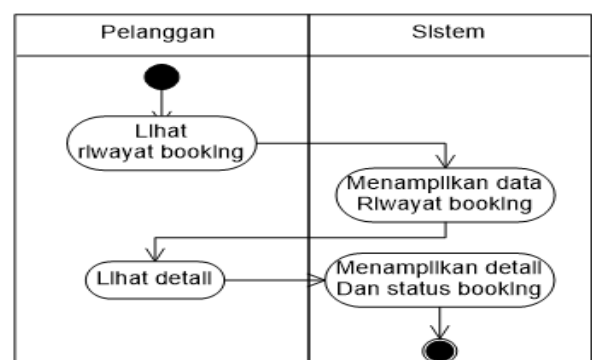 Pelanggan
Sistem
Lihat
riwayat booking
Menampilkan data
Riwayat booking
Lihat detail
Menampilkan detail
Dan status booking